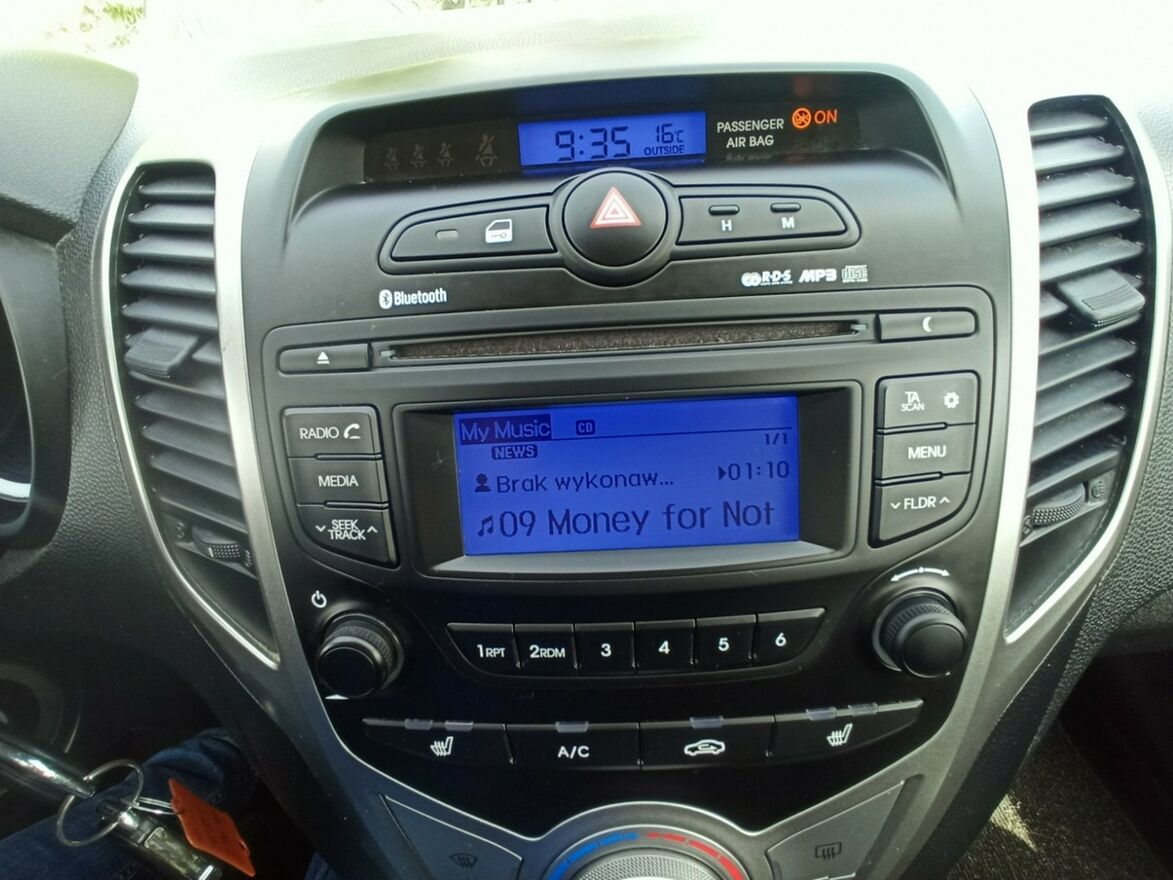 9:35 16°C
OUTSIDE
PASSENGER
AIR BAG
ON
H M
Bluetooth
R·D·S MP3 disc
RADIO
MEDIA
SEEK
TRACK
TA
SCAN
MENU
FLDR
My Music CD
1/1
NEWS
Brak wykonaw... 01:10
09 Money for Not
1RPT 2RDM 3 4 5 6
A/C